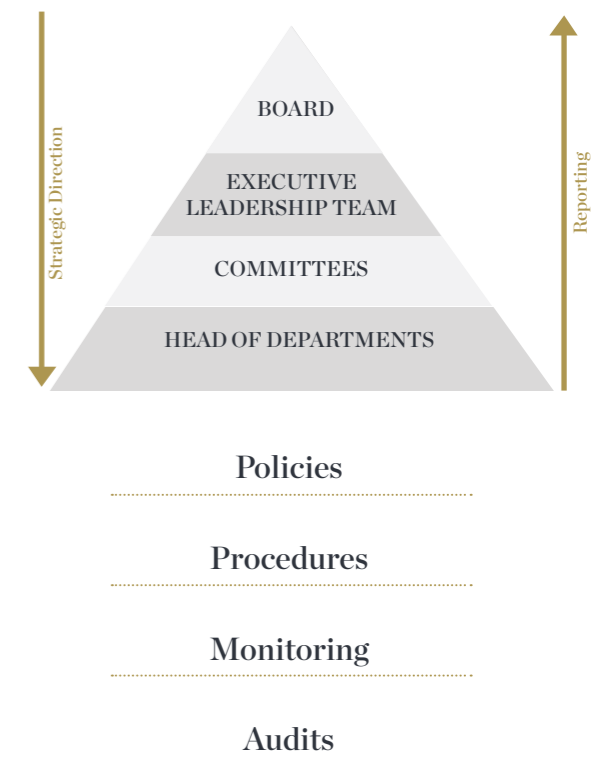 Strategic Direction
BOARD
EXECUTIVE
LEADERSHIP TEAM
COMMITTEES
HEAD OF DEPARTMENTS
Reporting
Policies
Procedures
Monitoring
Audits